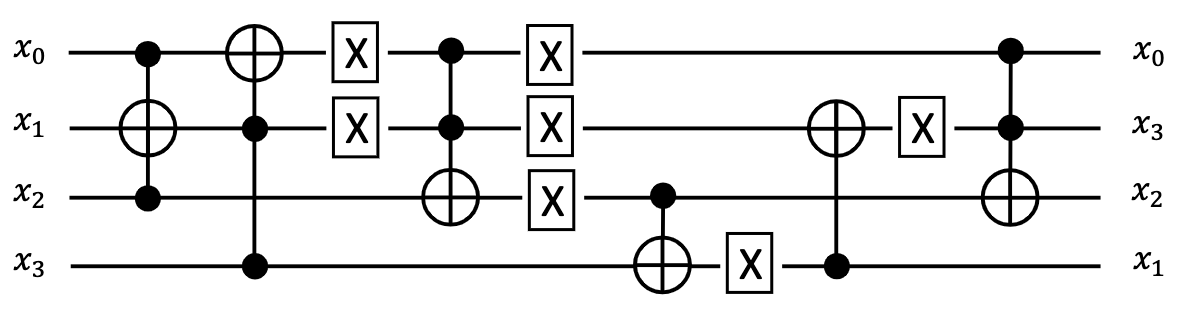 x₀ X X x₀
x₁ X X X x₃
x₂ X x₂
x₃ X x₁